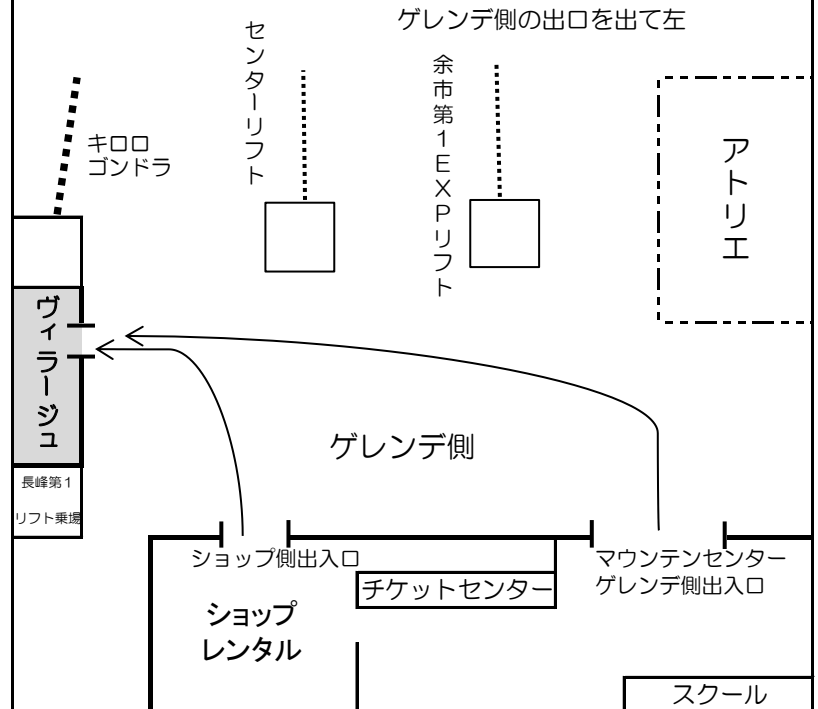 ゲレンデ側の出口を出て左
センターリフト
余市第1EXPリフト
キロロ
ゴンドラ
アトリエ
ヴィラージュ
ゲレンデ側
長峰第1
リフト乗場
ショップ側出入口
マウンテンセンター
ゲレンデ側出入口
チケットセンター
ショップ
レンタル
スクール